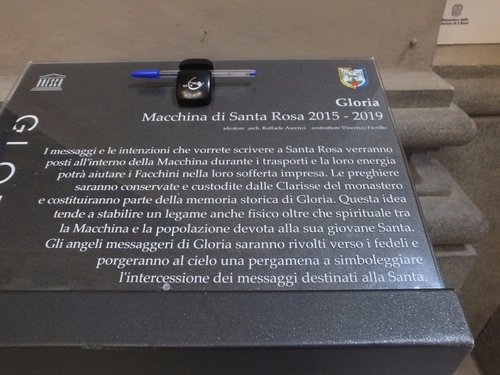 Gloria
Macchina di Santa Rosa 2015 - 2019
ideatore arch. Raffaele Ascenzi costruttore Vincenzo Fiorillo
I messaggi e le intenzioni che vorrete scrivere a Santa Rosa verranno
posti all'interno della Macchina durante i trasporti e la loro energia
potrà aiutare i Facchini nella loro sofferta impresa. Le preghiere
saranno conservate e custodite dalle Clarisse del monastero
e costituiranno parte della memoria storica di Gloria. Questa idea
tende a stabilire un legame anche fisico oltre che spirituale tra
la Macchina e la popolazione devota alla sua giovane Santa.
Gli angeli messaggeri di Gloria saranno rivolti verso i fedeli e
porgeranno al cielo una pergamena a simboleggiare
l'intercessione dei messaggi destinati alla Santa.